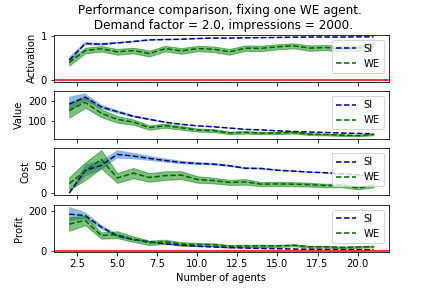 Performance comparison, fixing one WE agent.
Demand factor = 2.0, impressions = 2000.
Activation
1
0
SI
WE
Value
200
100
SI
WE
Cost
50
0
SI
WE
Profit
200
0
SI
WE
2.5 5.0 7.5 10.0 12.5 15.0 17.5 20.0
Number of agents